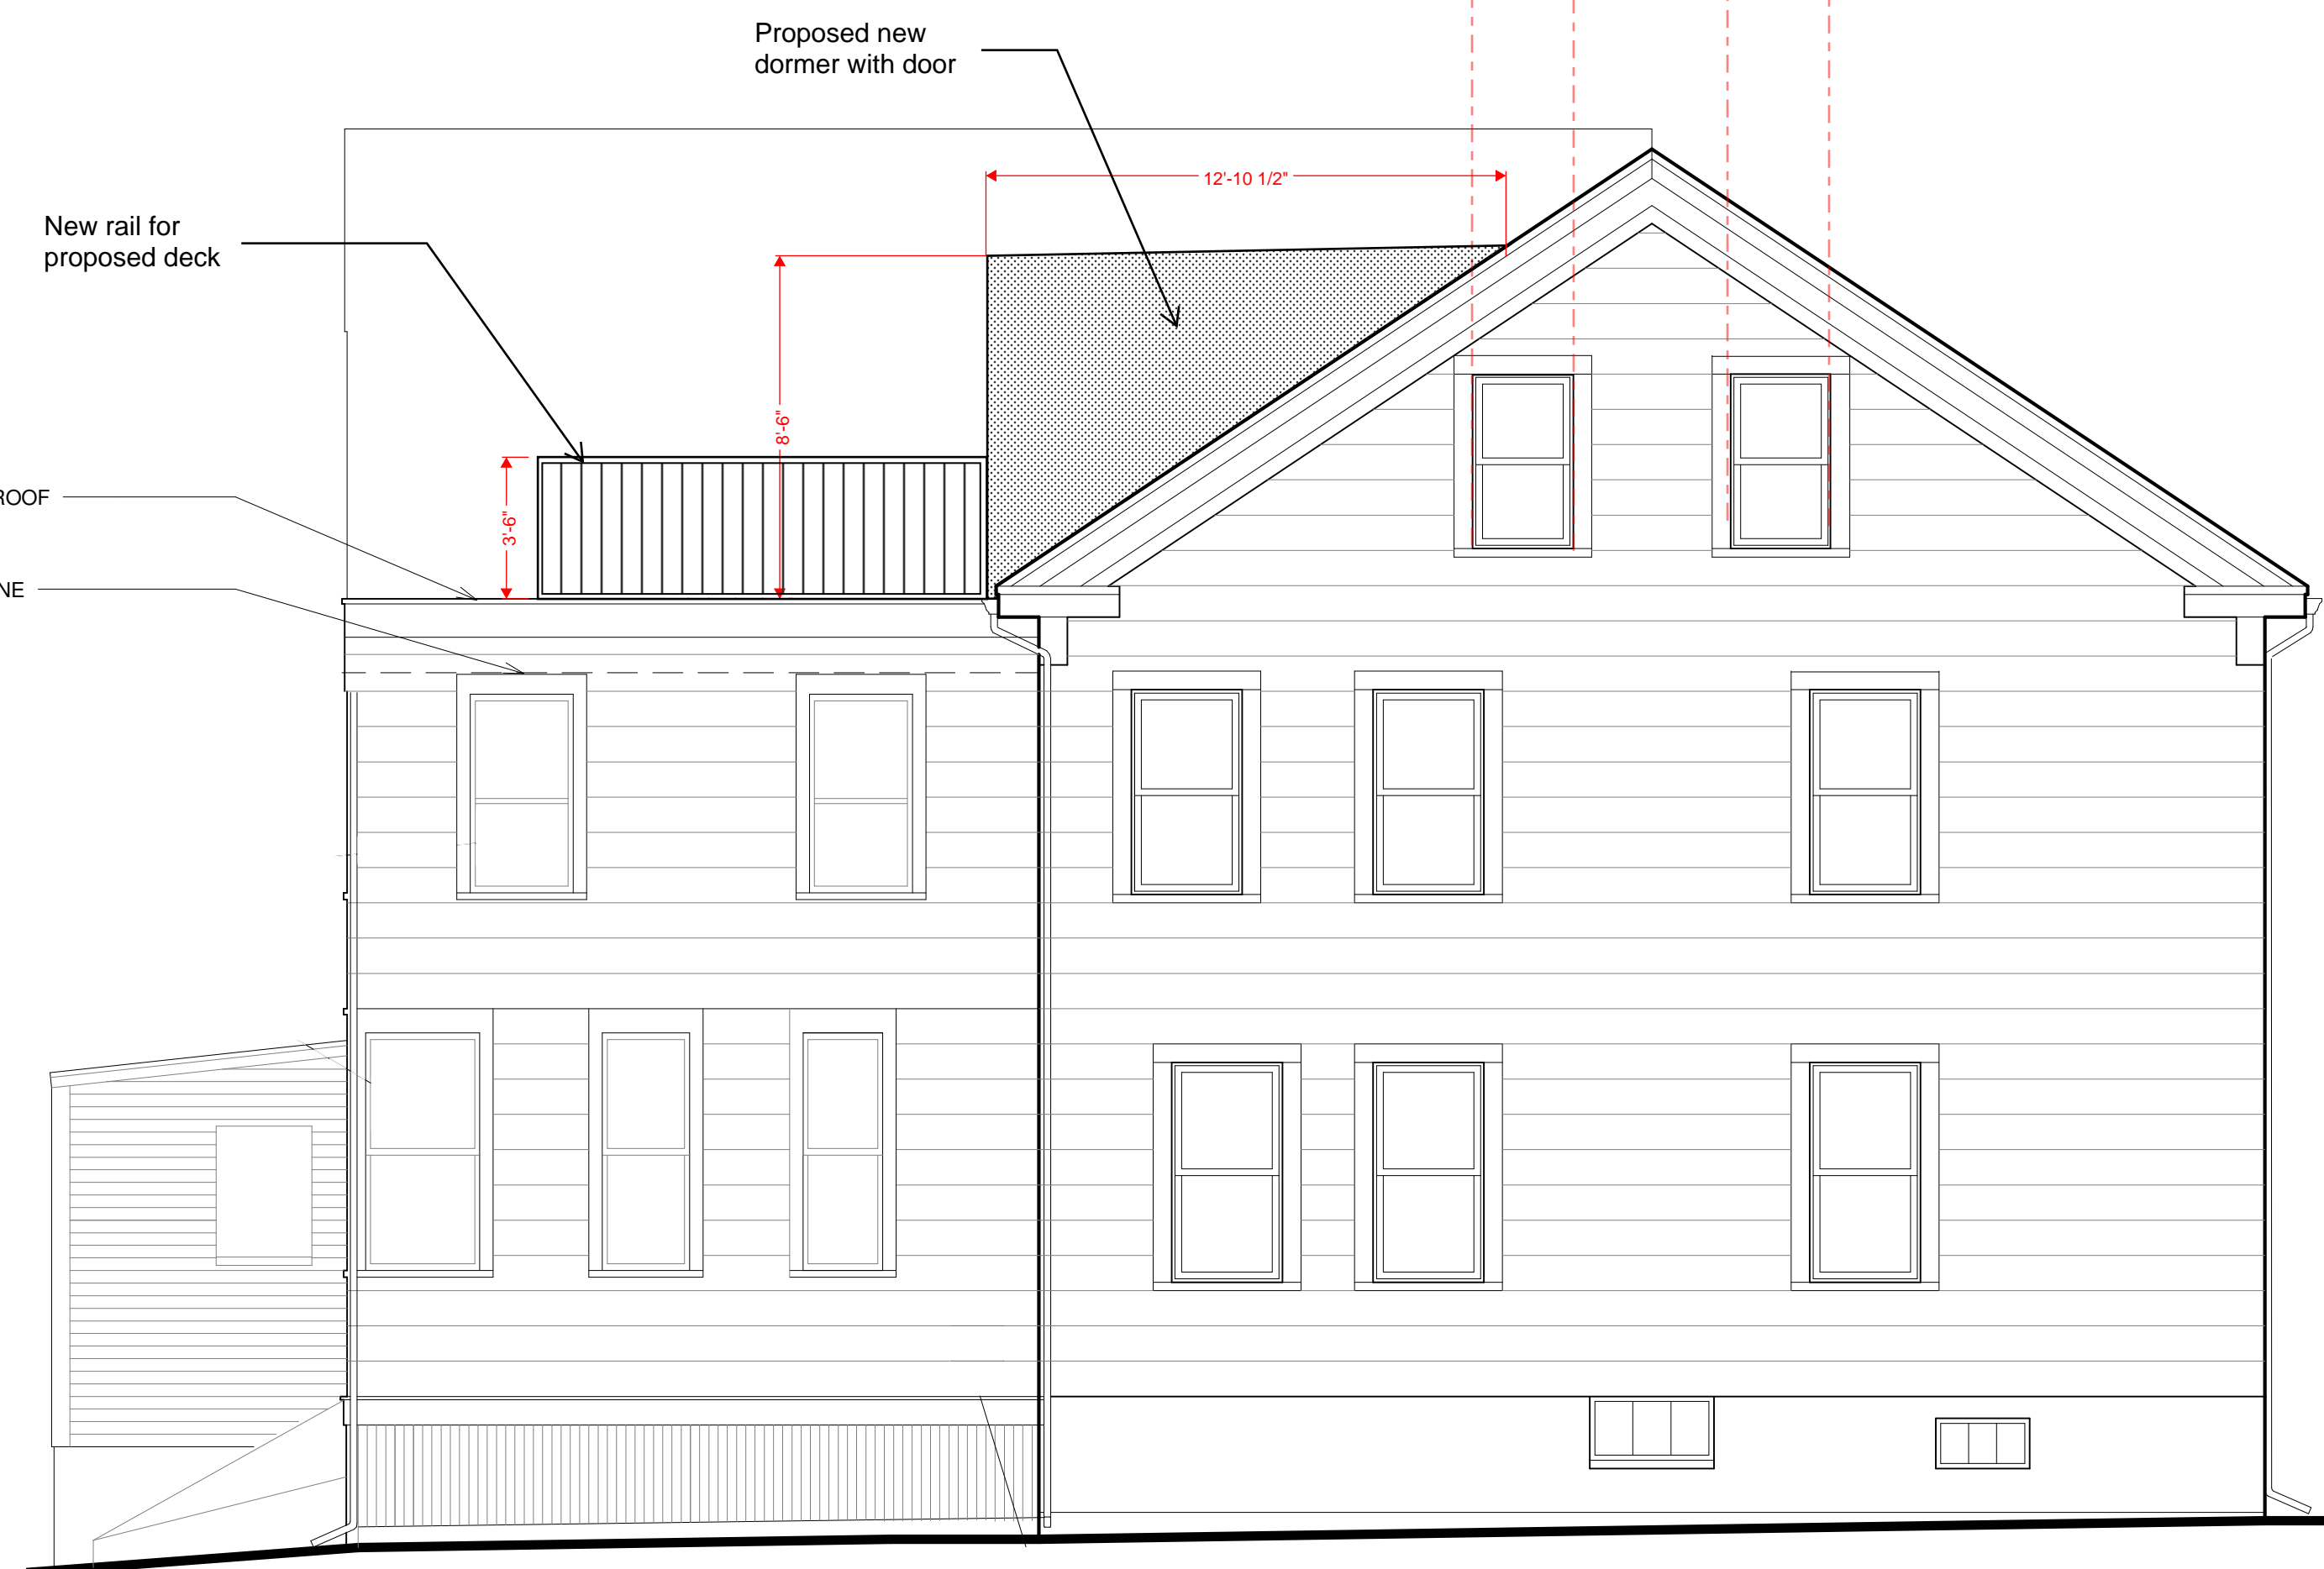 Proposed new
dormer with door
12'-10 1/2"
New rail for
proposed deck
8'-6"
3'-6"
ROOF
NE